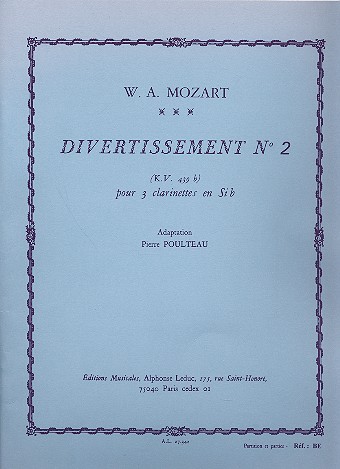 W. A. MOZART
DIVERTISSEMENT Nº 2
(K.V. 439 b)
pour 3 clarinettes en Si♭
Adaptation
Pierre POULTEAU
Editions Musicales, Alphonse Leduc, 175, rue Saint-Honoré,
75040 Paris cedex 01
A.L.
Partition et parties - Réf. : BE